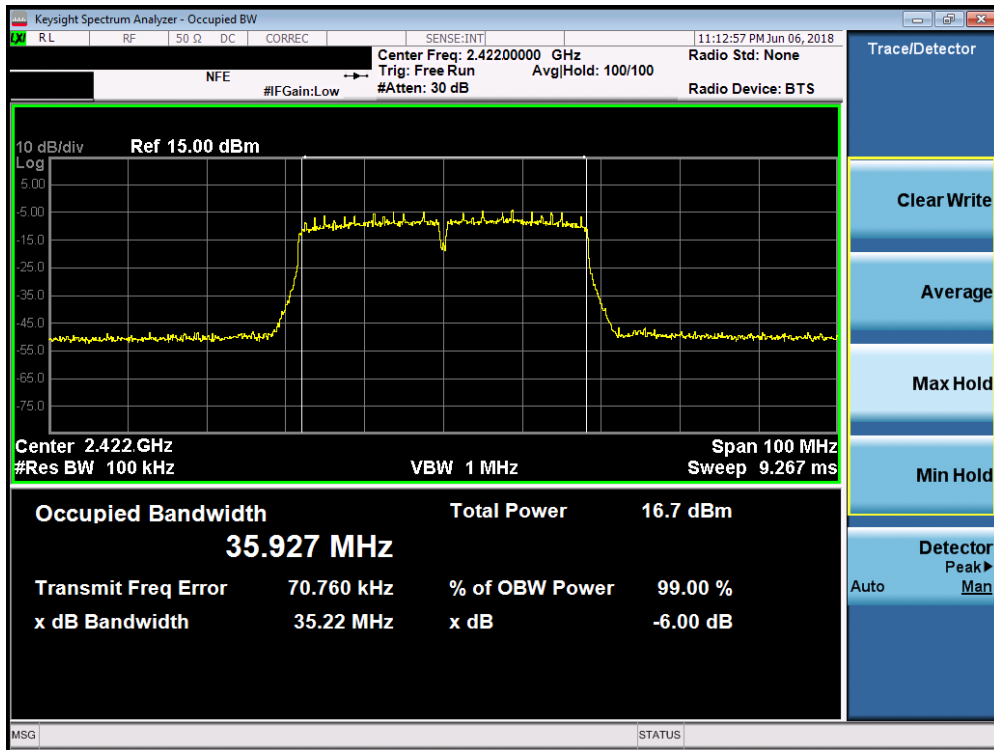 Keysight Spectrum Analyzer - Occupied BW
LXI RL RF 50 Ω DC CORREC SENSE:INT 11:12:57 PM Jun 06, 2018
Center Freq: 2.42200000 GHz Radio Std: None
NFE Trig: Free Run Avg|Hold: 100/100
#IFGain:Low #Atten: 30 dB Radio Device: BTS
10 dB/div Ref 15.00 dBm
Log
5.00
-5.00
-15.0
-25.0
-35.0
-45.0
-55.0
-65.0
-75.0
Center 2.422 GHz Span 100 MHz
#Res BW 100 kHz VBW 1 MHz Sweep 9.267 ms
Occupied Bandwidth Total Power 16.7 dBm
35.927 MHz
Transmit Freq Error 70.760 kHz % of OBW Power 99.00 %
x dB Bandwidth 35.22 MHz x dB -6.00 dB
MSG STATUS
Trace/Detector
Clear Write
Average
Max Hold
Min Hold
Detector
Peak▶
Auto Man